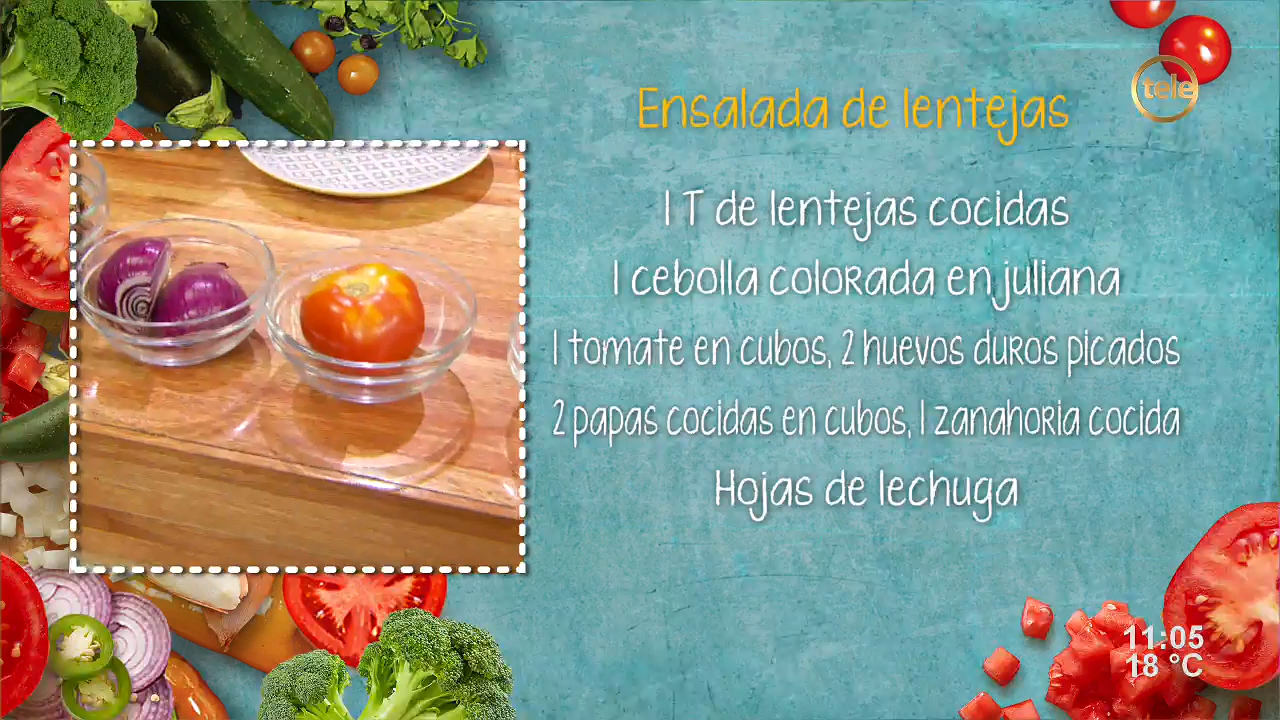 tele
Ensalada de lentejas
1 T de lentejas cocidas
1 cebolla colorada en juliana
1 tomate en cubos, 2 huevos duros picados
2 papas cocidas en cubos, 1 zanahoria cocida
Hojas de lechuga
11:05
18 °C